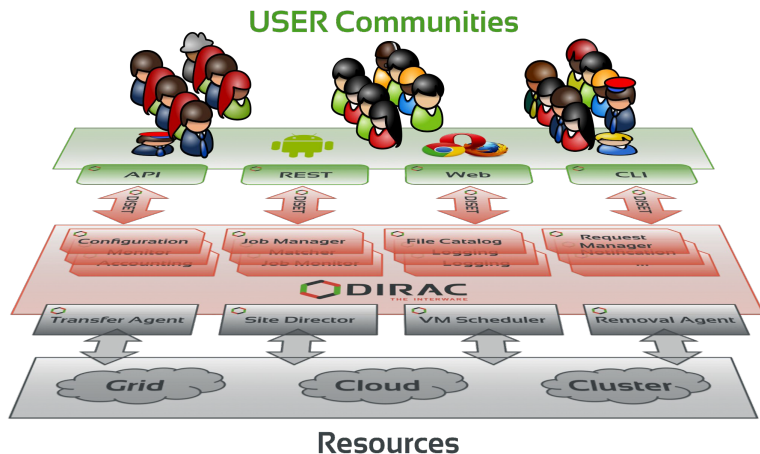 USER Communities
API
REST
Web
CLI
DISET
DISET
DISET
DISET
Configuration
Monitor
Accounting
Job Manager
Matcher
Job Monitor
File Catalog
Logging
Logging
Request
Manager
Notification
...
DIRAC
THE INTERWARE
Transfer Agent
Site Director
VM Scheduler
Removal Agent
Grid
Cloud
Cluster
Resources